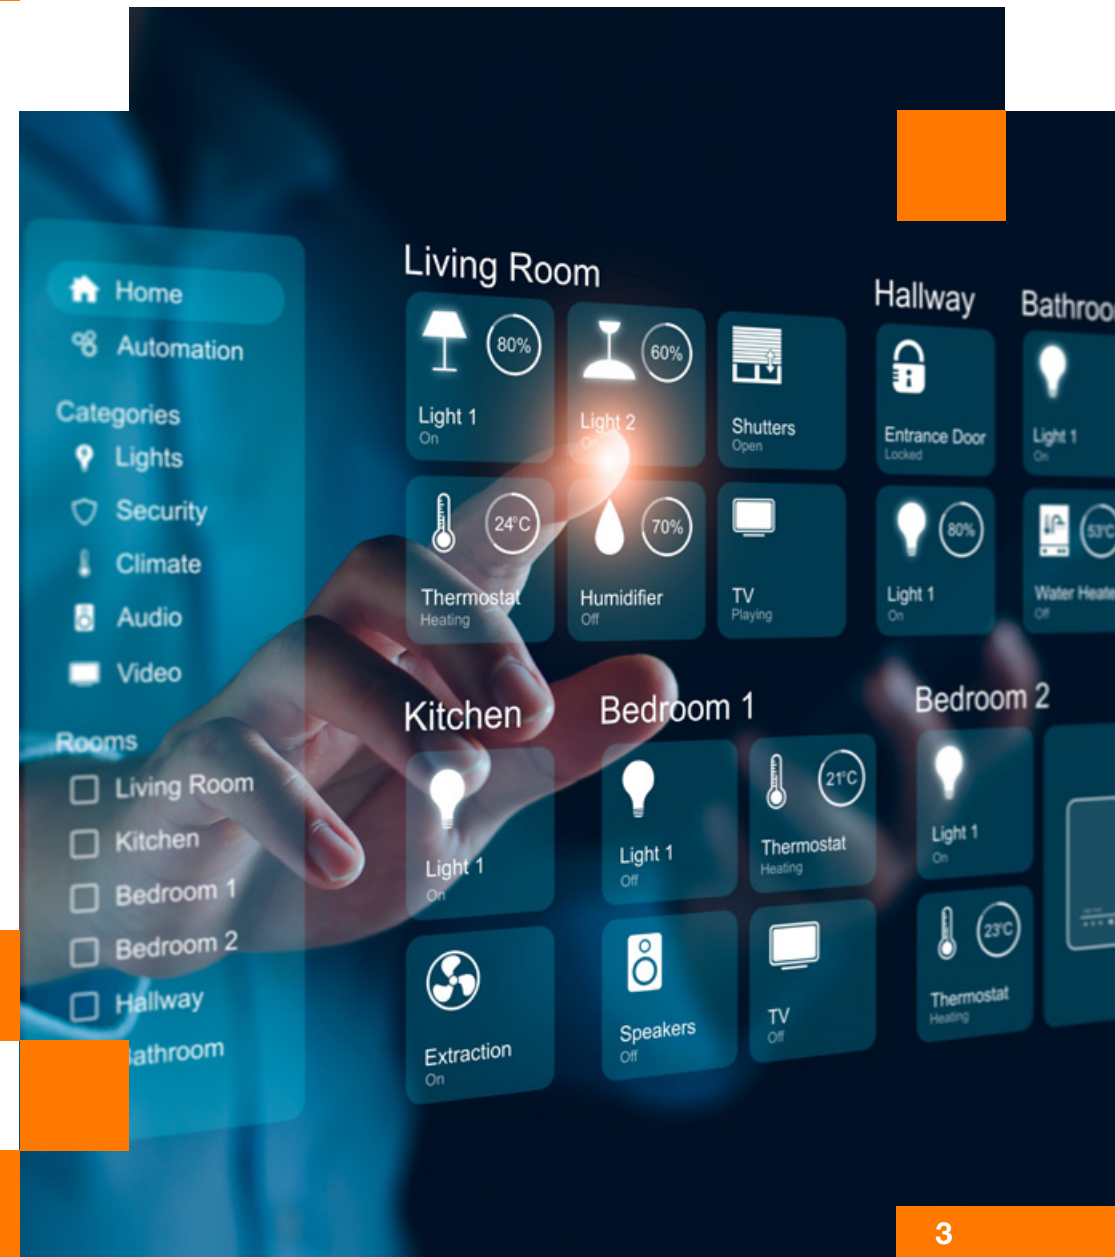 Home
Automation
Categories
Lights
Security
Climate
Audio
Video
Rooms
Living Room
Kitchen
Bedroom 1
Bedroom 2
Hallway
athroom
Living Room
80%
Light 1
On
60%
Light 2
Shutters
Open
24°C
Thermostat
Heating
70%
Humidifier
Off
TV
Playing
Hallway
Entrance Door
Locked
80%
Light 1
On
Bathroo
Light 1
On
53°C
Water Heate
Off
Kitchen
Light 1
On
Extraction
On
Bedroom 1
Light 1
Off
21°C
Thermostat
Heating
Speakers
Off
TV
Off
Bedroom 2
Light 1
On
23°C
Thermostat
Heating
3